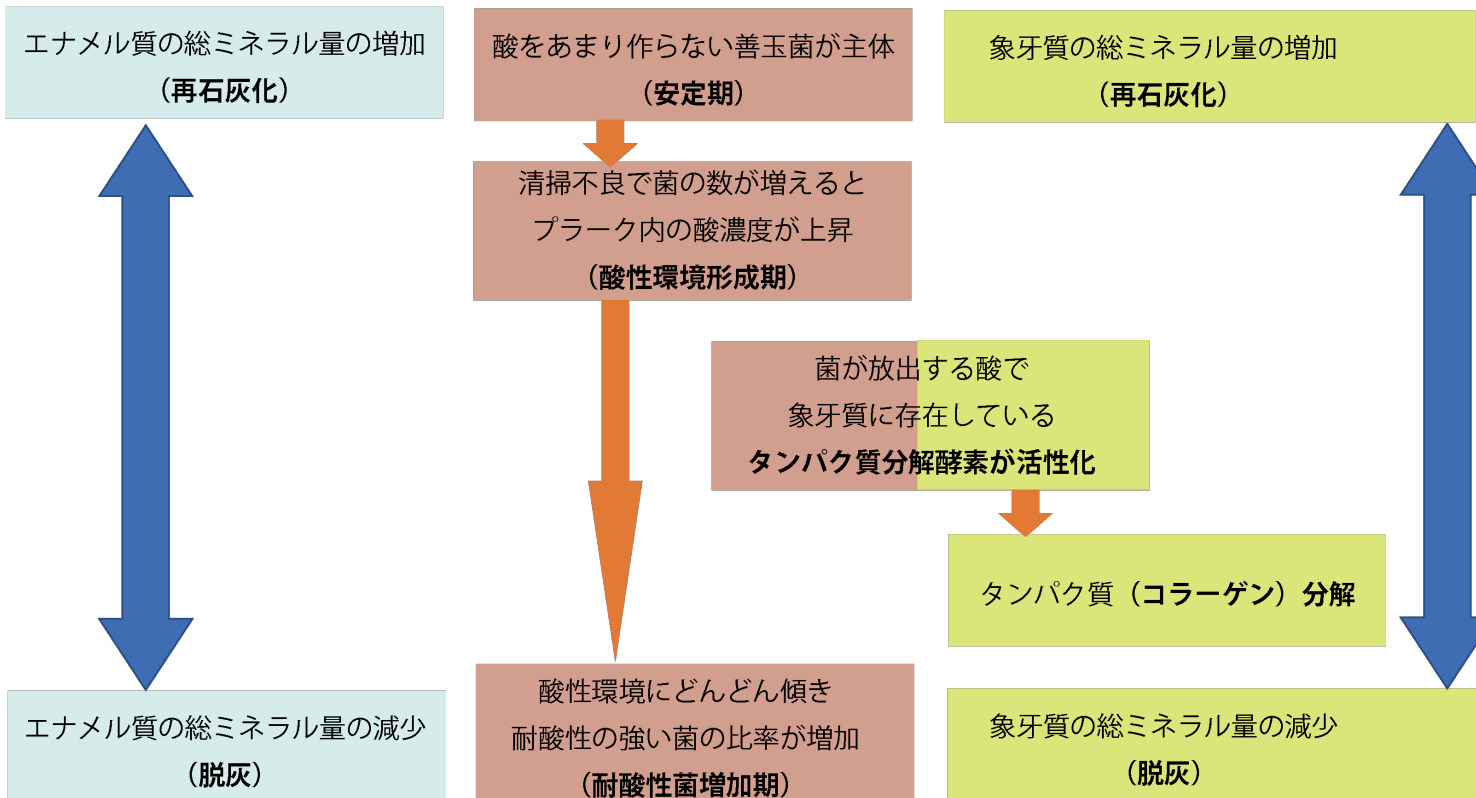 エナメル質の総ミネラル量の増加
（再石灰化）
酸をあまり作らない善玉菌が主体
（安定期）
象牙質の総ミネラル量の増加
（再石灰化）
清掃不良で菌の数が増えると
プラーク内の酸濃度が上昇
（酸性環境形成期）
菌が放出する酸で
象牙質に存在している
タンパク質分解酵素が活性化
タンパク質（コラーゲン）分解
エナメル質の総ミネラル量の減少
（脱灰）
酸性環境にどんどん傾き
耐酸性の強い菌の比率が増加
（耐酸性菌増加期）
象牙質の総ミネラル量の減少
（脱灰）